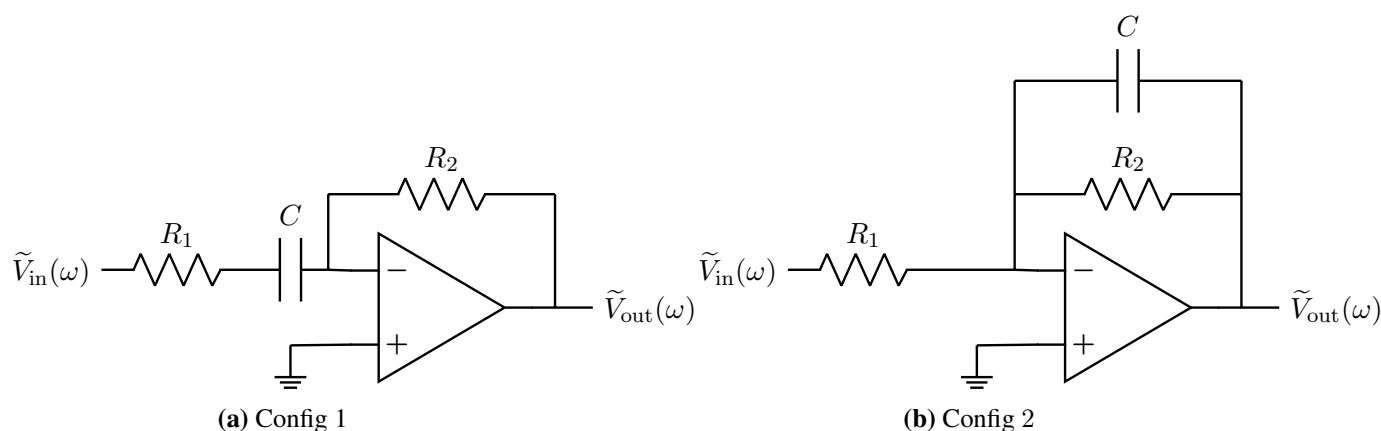 C
R₂
R₁
C
Ṽin(ω)
−
+
Ṽout(ω)
(a) Config 1
R₂
R₁
Ṽin(ω)
−
+
Ṽout(ω)
(b) Config 2